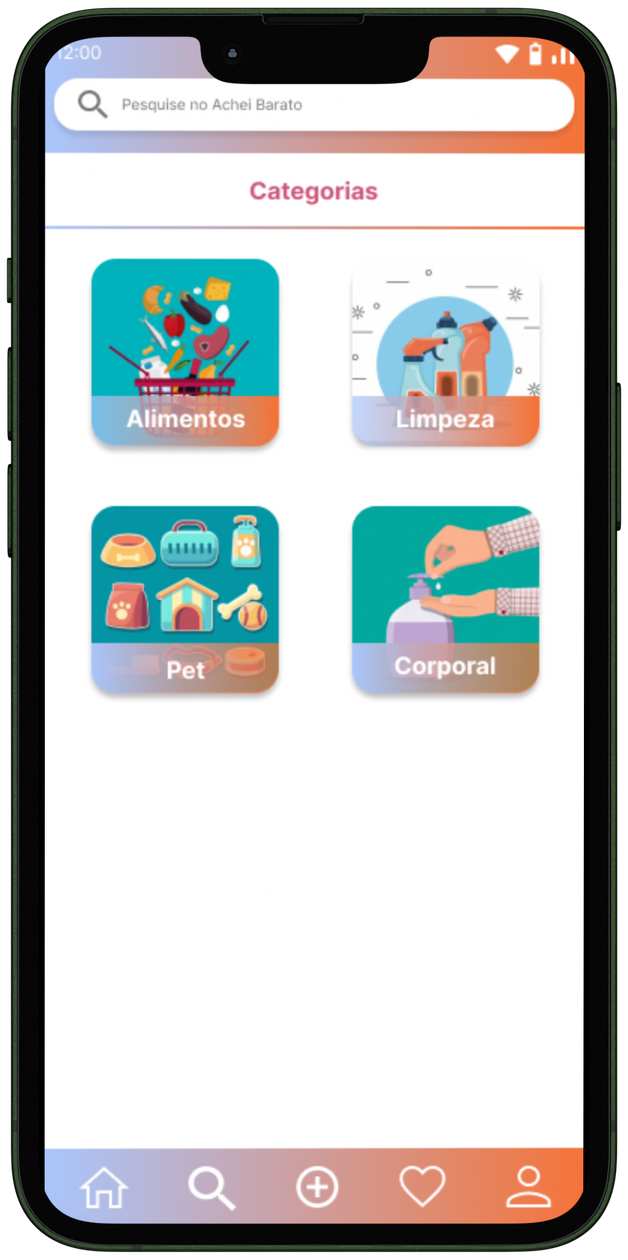 12:00
Pesquise no Achei Barato
Categorias
Alimentos
Limpeza
Pet
Corporal